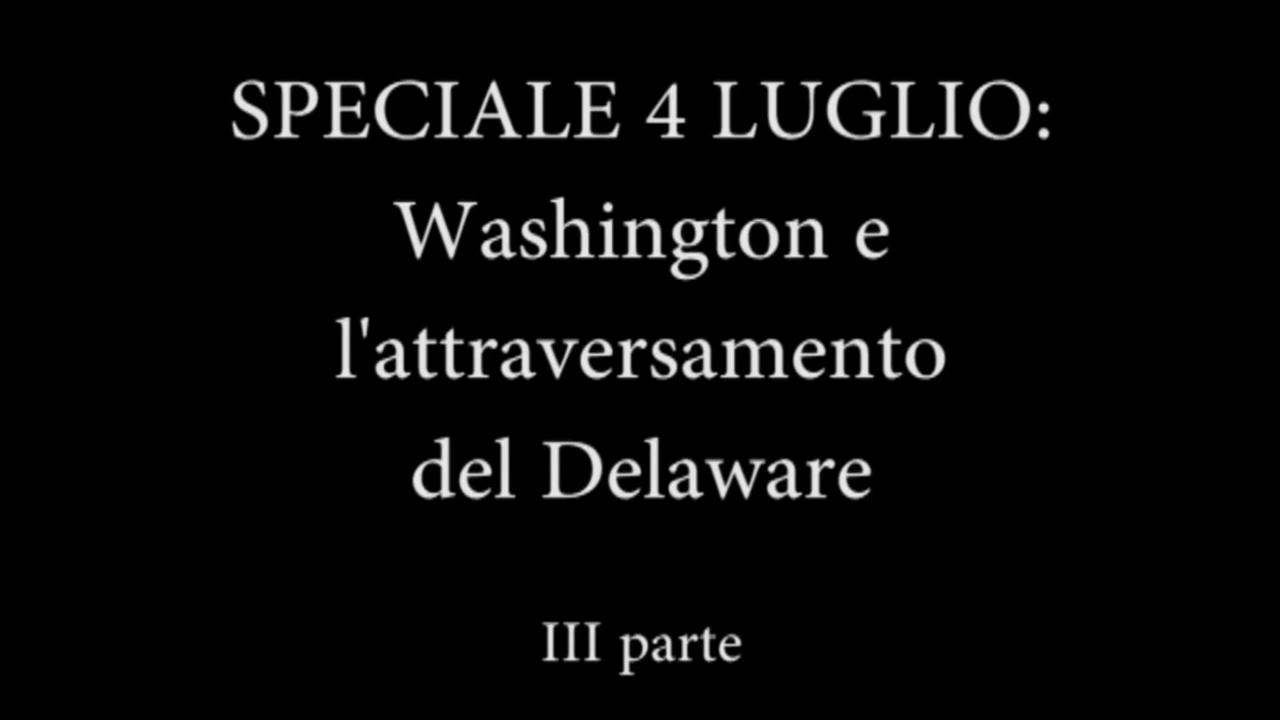 SPECIALE 4 LUGLIO:
Washington e
l'attraversamento
del Delaware
III parte